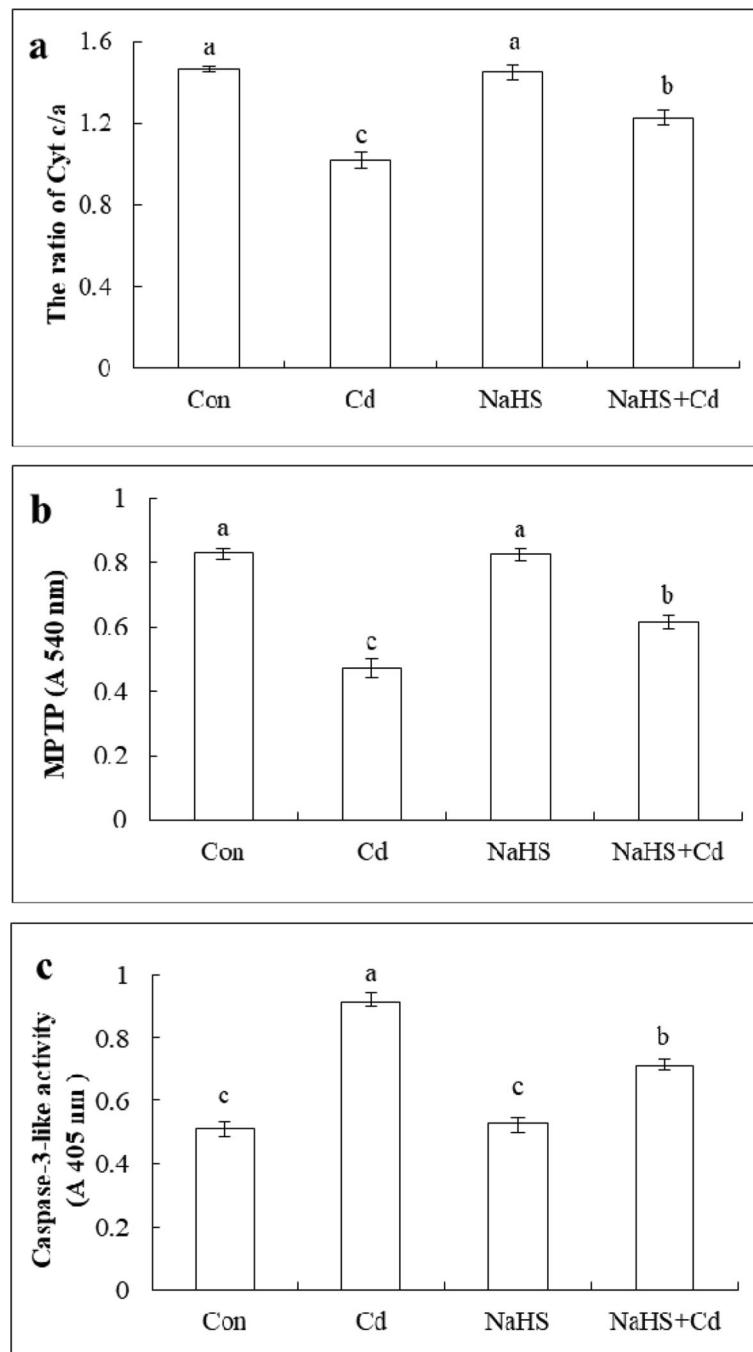 a
The ratio of Cyt c/a
1.6
1.2
0.8
0.4
0
a
c
a
b
Con Cd NaHS NaHS+Cd
b
MPTP (A 540 nm)
1
0.8
0.6
0.4
0.2
0
a
c
a
b
Con Cd NaHS NaHS+Cd
c
Caspase-3-like activity
(A 405 nm )
1
0.8
0.6
0.4
0.2
0
c
a
c
b
Con Cd NaHS NaHS+Cd